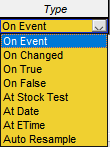 Type
On Event
On Event
On Changed
On True
On False
At Stock Test
At Date
At ETime
Auto Resample